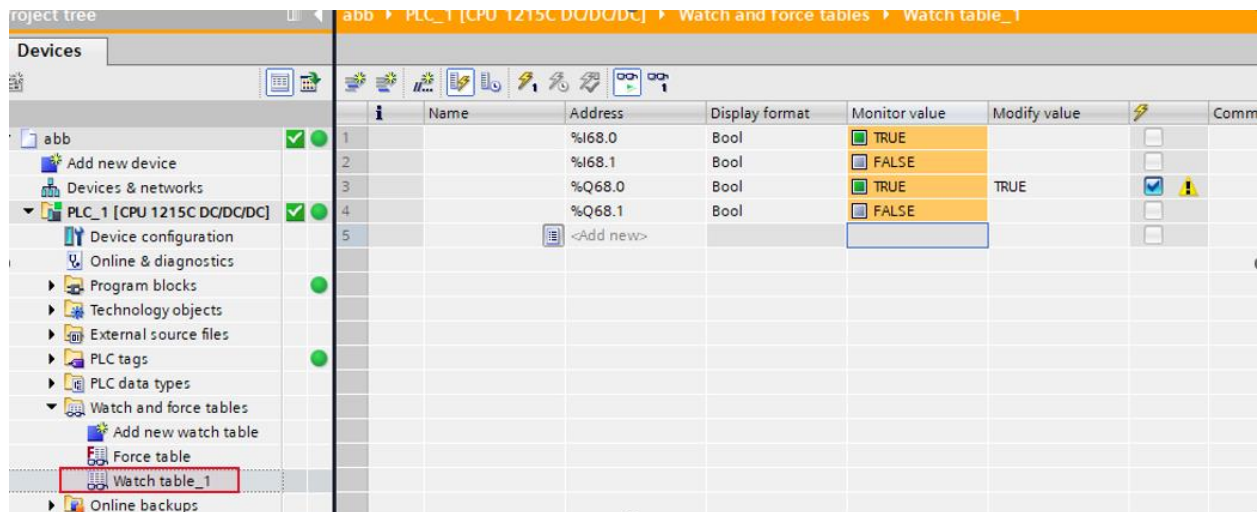 roject tree
abb ▸ PLC_1 [CPU 1215C DC/DC/DC] ▸ Watch and force tables ▸ Watch table_1
Devices
i Name Address Display format Monitor value Modify value Comm
abb
Add new device
Devices & networks
PLC_1 [CPU 1215C DC/DC/DC]
Device configuration
Online & diagnostics
Program blocks
Technology objects
External source files
PLC tags
PLC data types
Watch and force tables
Add new watch table
Force table
Watch table_1
Online backups
1 %I68.0 Bool TRUE
2 %I68.1 Bool FALSE
3 %Q68.0 Bool TRUE TRUE
4 %Q68.1 Bool FALSE
5 <Add new>